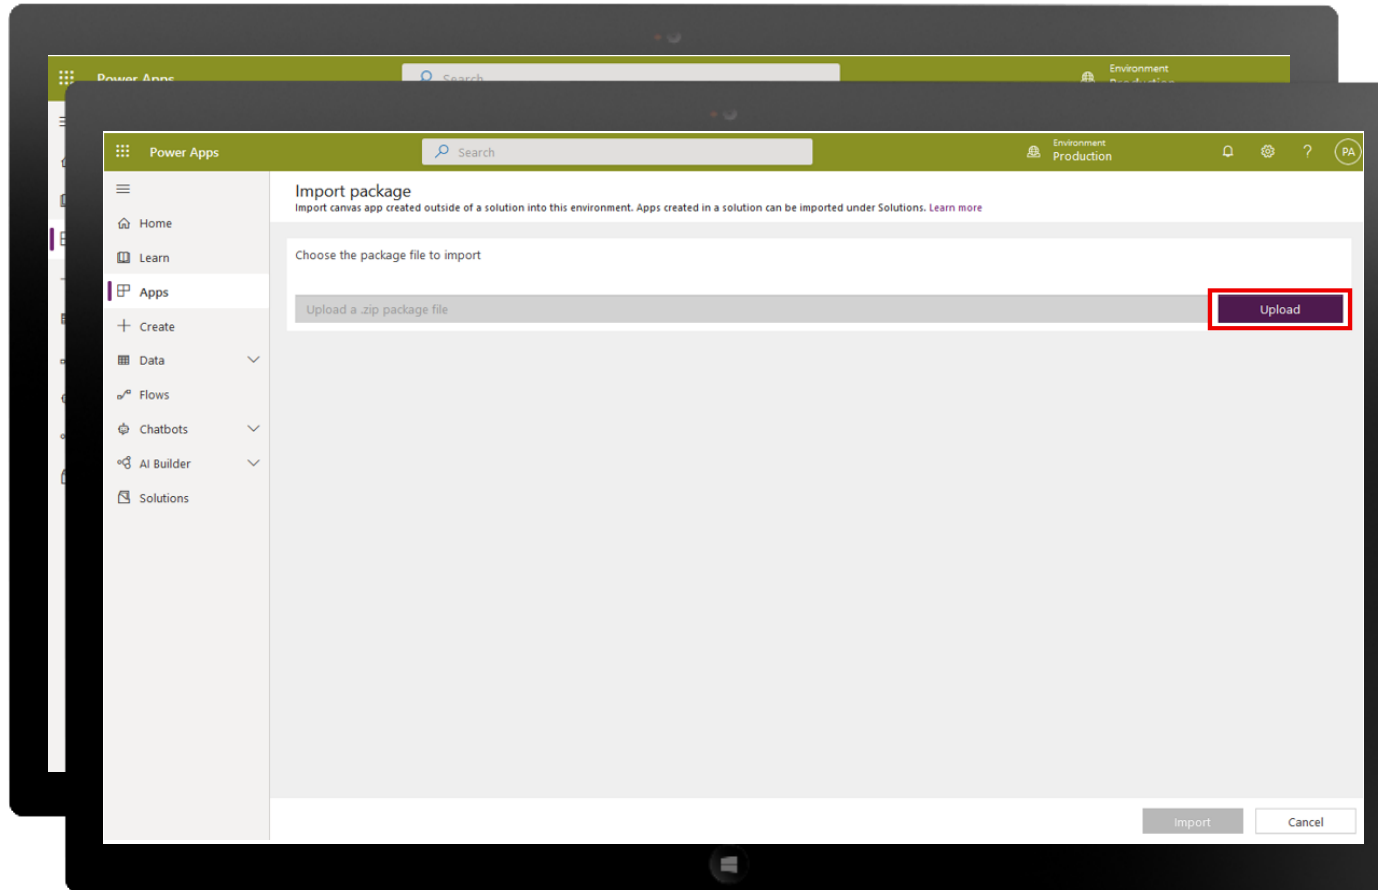 Power Apps
Search
Environment
Power Apps
Search
Environment
Production
PA
Import package
Import canvas app created outside of a solution into this environment. Apps created in a solution can be imported under Solutions. Learn more
Home
Learn
Apps
Create
Data
Flows
Chatbots
AI Builder
Solutions
Choose the package file to import
Upload a .zip package file
Upload
Import
Cancel